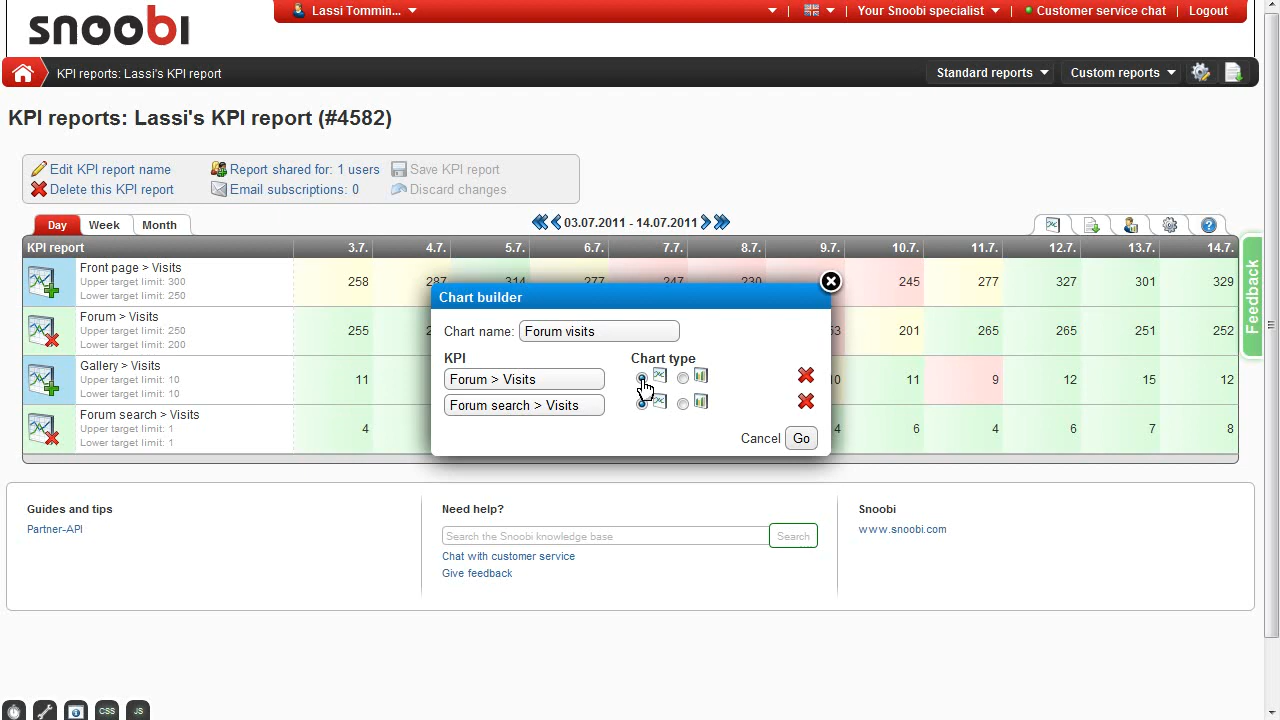 snoobi
Lassi Tommin...
Your Snoobi specialist
Customer service chat
Logout
KPI reports: Lassi's KPI report
Standard reports
Custom reports
KPI reports: Lassi's KPI report (#4582)
Edit KPI report name
Report shared for: 1 users
Save KPI report
Delete this KPI report
Email subscriptions: 0
Discard changes
Day
Week
Month
03.07.2011 - 14.07.2011
KPI report 3.7. 4.7. 5.7. 6.7. 7.7. 8.7. 9.7. 10.7. 11.7. 12.7. 13.7. 14.7.
Front page > Visits
Upper target limit: 300
Lower target limit: 250
258 287 314 277 247 230 245 277 327 301 329
Forum > Visits
Upper target limit: 250
Lower target limit: 200
255 201 265 265 251 252
Gallery > Visits
Upper target limit: 10
Lower target limit: 10
11 11 9 12 15 12
Forum search > Visits
Upper target limit: 1
Lower target limit: 1
4 4 6 4 6 7 8
Chart builder
Chart name: Forum visits
KPI
Chart type
Forum > Visits
Forum search > Visits
Cancel
Go
Feedback
Guides and tips
Partner-API
Need help?
Search the Snoobi knowledge base
Search
Chat with customer service
Give feedback
Snoobi
www.snoobi.com
CSS
JS